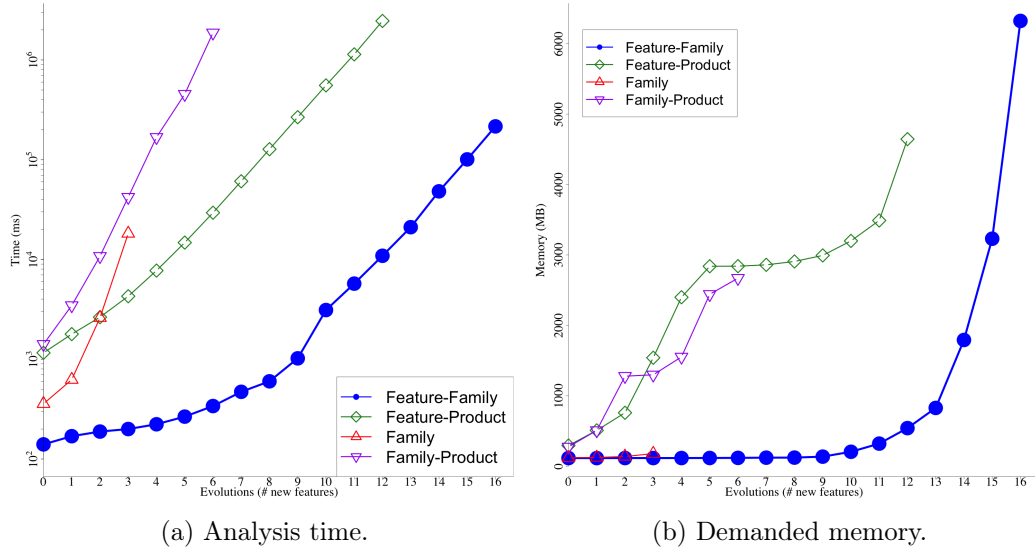 10^6
10^5
10^4
10^3
10^2
Time (ms)
Feature-Family
Feature-Product
Family
Family-Product
0 1 2 3 4 5 6 7 8 9 10 11 12 13 14 15 16
Evolutions (# new features)
(a) Analysis time.
6000
5000
4000
3000
2000
1000
0
Memory (MB)
Feature-Family
Feature-Product
Family
Family-Product
0 1 2 3 4 5 6 7 8 9 10 11 12 13 14 15 16
Evolutions (# new features)
(b) Demanded memory.